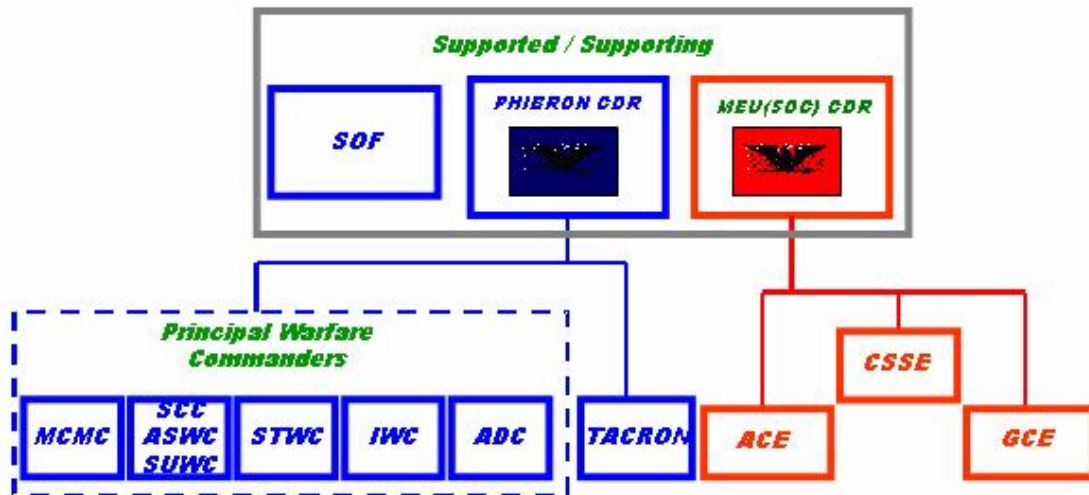 Supported / Supporting
SOF
PHIBRON CDR
MEU(SOC) CDR
Principal Warfare
Commanders
MCMC
SCC
ASWC
SUWC
STWC
IWC
ADC
TACRON
ACE
CSSE
GCE